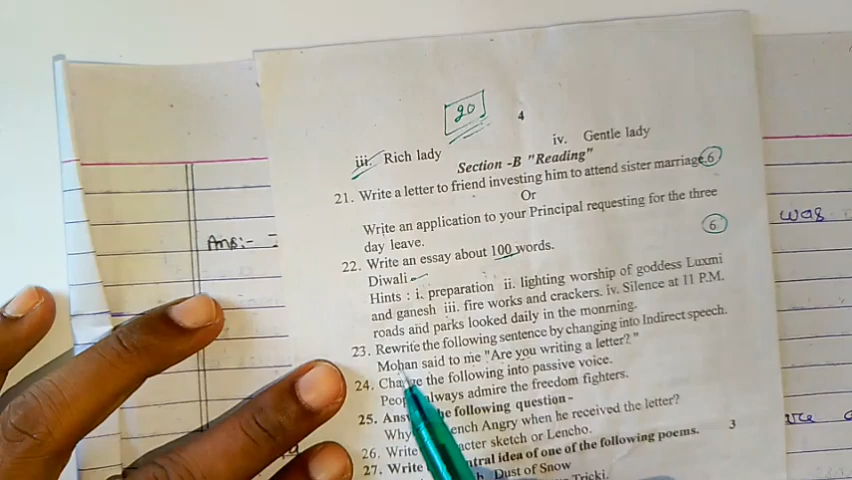 20
4
iii. Rich lady iv. Gentle lady
Section -B "Reading"
21. Write a letter to friend investing him to attend sister marriage. 6
Or
Write an application to your Principal requesting for the three
day leave.
6
22. Write an essay about 100 words.
Diwali
Hints : i. preparation ii. lighting worship of goddess Luxmi
and ganesh iii. fire works and crackers. iv. Silence at 11 P.M.
roads and parks looked daily in the monrning.
23. Rewrite the following sentence by changing into Indirect speech.
Mohan said to me "Are you writing a letter?"
24. Change the following into passive voice.
always admire the freedom fighters.
25. following question -
Angry when he received the letter? 3
26. Write sketch or Lencho.
27. Write idea of one of the following poems.
Dust of Snow
Tricki.
Ans:-
was